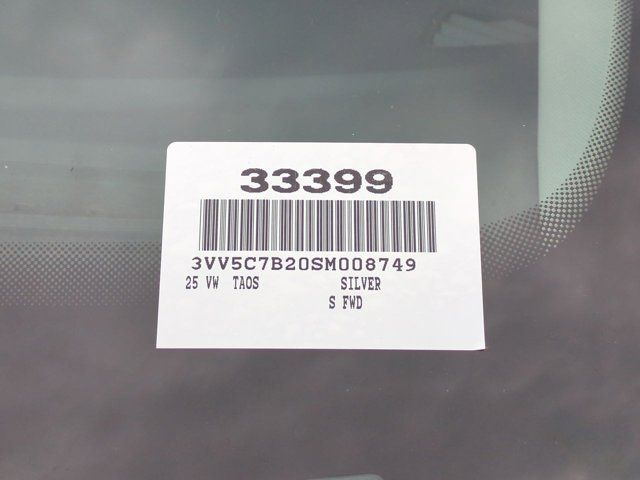 33399
3VV5C7B20SM008749
25 VW TAOS SILVER
S FWD